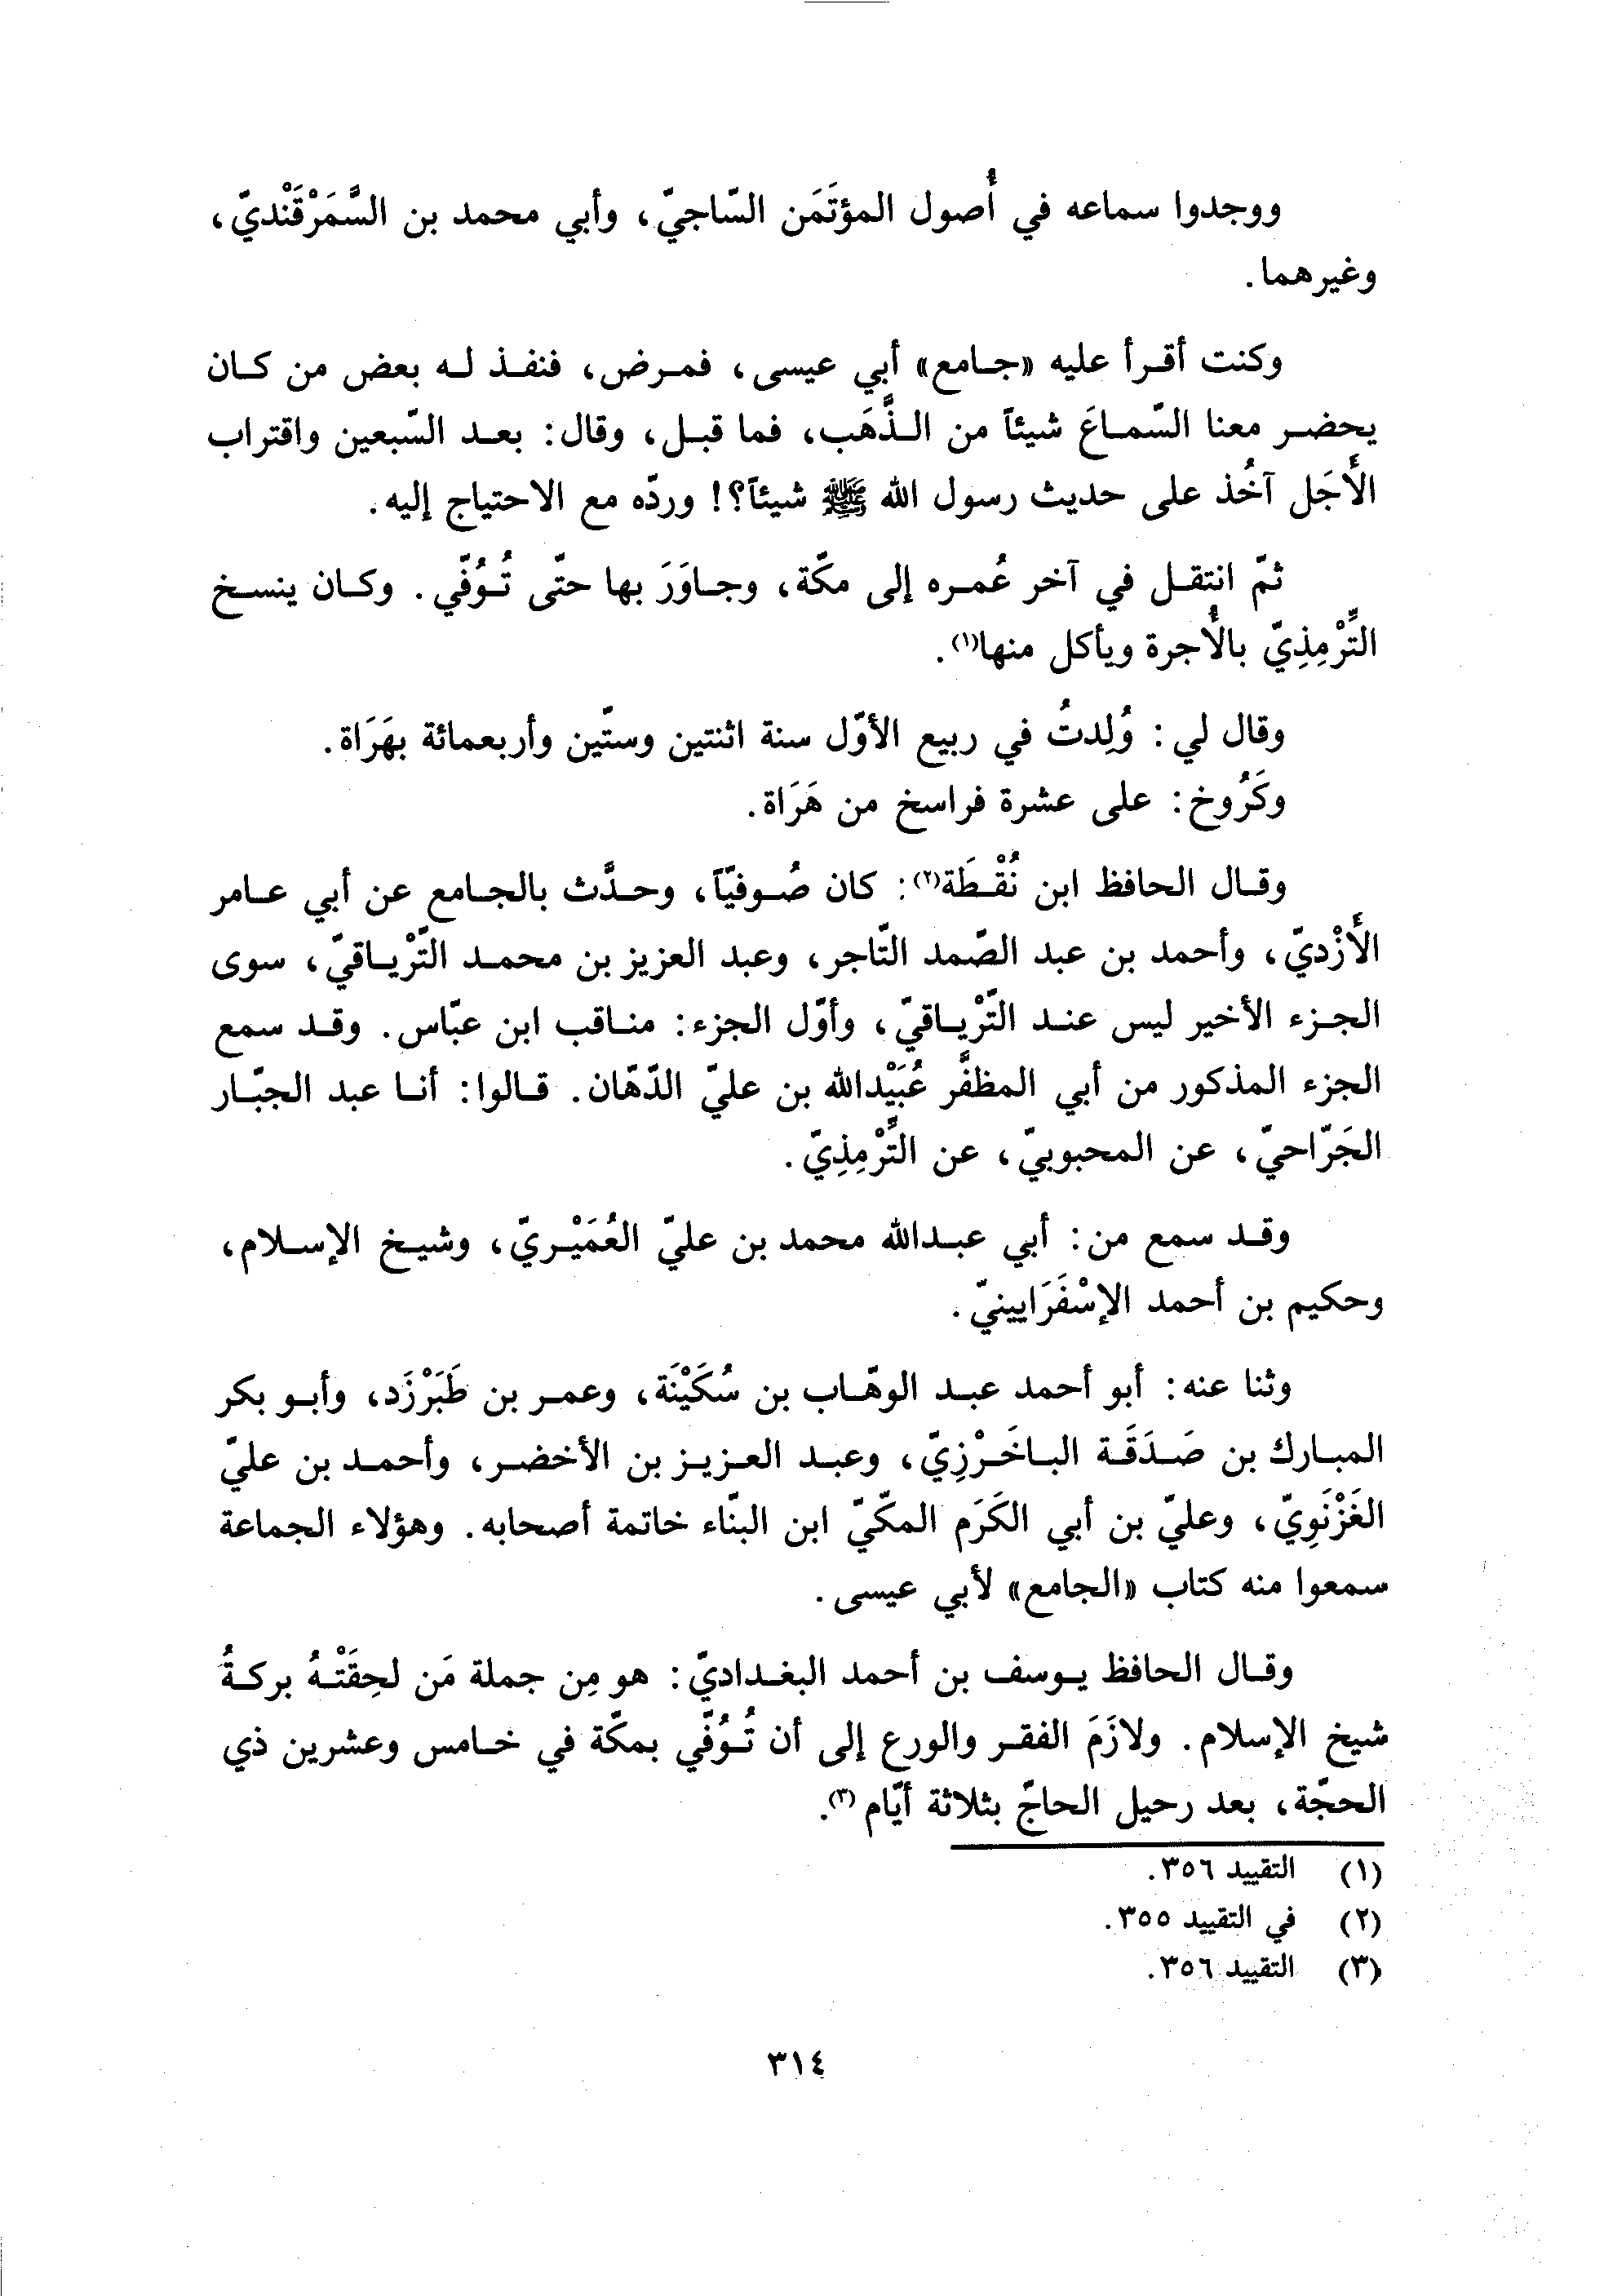 ووجدوا سماعه في أُصول المؤتَمَن السّاجيّ، وأبي محمد بن السَّمَرْقَنْديّ،
وغيرهما.
وكنت أقرأ عليه «جامع» أبي عيسى، فمرض، فنفذ له بعض من كان
يحضر معنا السّماعَ شيئاً من الذَّهَب، فما قبل، وقال: بعد السّبعين واقتراب
الأَجَل آخُذ على حديث رسول الله ﷺ شيئاً؟! وردّه مع الاحتياج إليه.
ثمّ انتقل في آخر عُمره إلى مكّة، وجاوَرَ بها حتّى تُوُفّي. وكان ينسخ
التِّرْمِذِيّ بالأُجرة ويأكل منها(١).
وقال لي: وُلِدتُ في ربيع الأوّل سنة اثنتين وستّين وأربعمائة بهَرَاة.
وكَرُوخ: على عشرة فراسخ من هَرَاة.
وقال الحافظ ابن نُقْطَة(٢): كان صُوفيّاً، وحدَّث بالجامع عن أبي عامر
الأَزْديّ، وأحمد بن عبد الصّمد التّاجر، وعبد العزيز بن محمد التِّرْياقيّ، سوى
الجزء الأخير ليس عند التّرْياقيّ، وأوّل الجزء: مناقب ابن عبّاس. وقد سمع
الجزء المذكور من أبي المظفَّر عُبَيْدالله بن عليّ الدّهّان. قالوا: أنا عبد الجبّار
الجَرّاحيّ، عن المحبوبيّ، عن التِّرْمِذِيّ.
وقد سمع من: أبي عبدالله محمد بن عليّ العُمَيْريّ، وشيخ الإسلام،
وحكيم بن أحمد الإسْفَرَايينيّ.
وثنا عنه: أبو أحمد عبد الوهّاب بن سُكَيْنَة، وعمر بن طَبَرْزَد، وأبو بكر
المبارك بن صَدَقَة الباخَرْزِيّ، وعبد العزيز بن الأخضر، وأحمد بن عليّ
الغَزْنَوِيّ، وعليّ بن أبي الكَرَم المكّيّ ابن البنّاء خاتمة أصحابه. وهؤلاء الجماعة
سمعوا منه كتاب «الجامع» لأبي عيسى.
وقال الحافظ يوسف بن أحمد البغداديّ: هو مِن جملة مَن لحِقَتْهُ بركةُ
شيخ الإسلام. ولازَمَ الفقر والورع إلى أن تُوُفّي بمكّة في خامس وعشرين ذي
الحجّة، بعد رحيل الحاجّ بثلاثة أيّام(٣).
(١) التقييد ٣٥٦.
(٢) في التقييد ٣٥٥.
(٣) التقييد ٣٥٦.
٣١٤